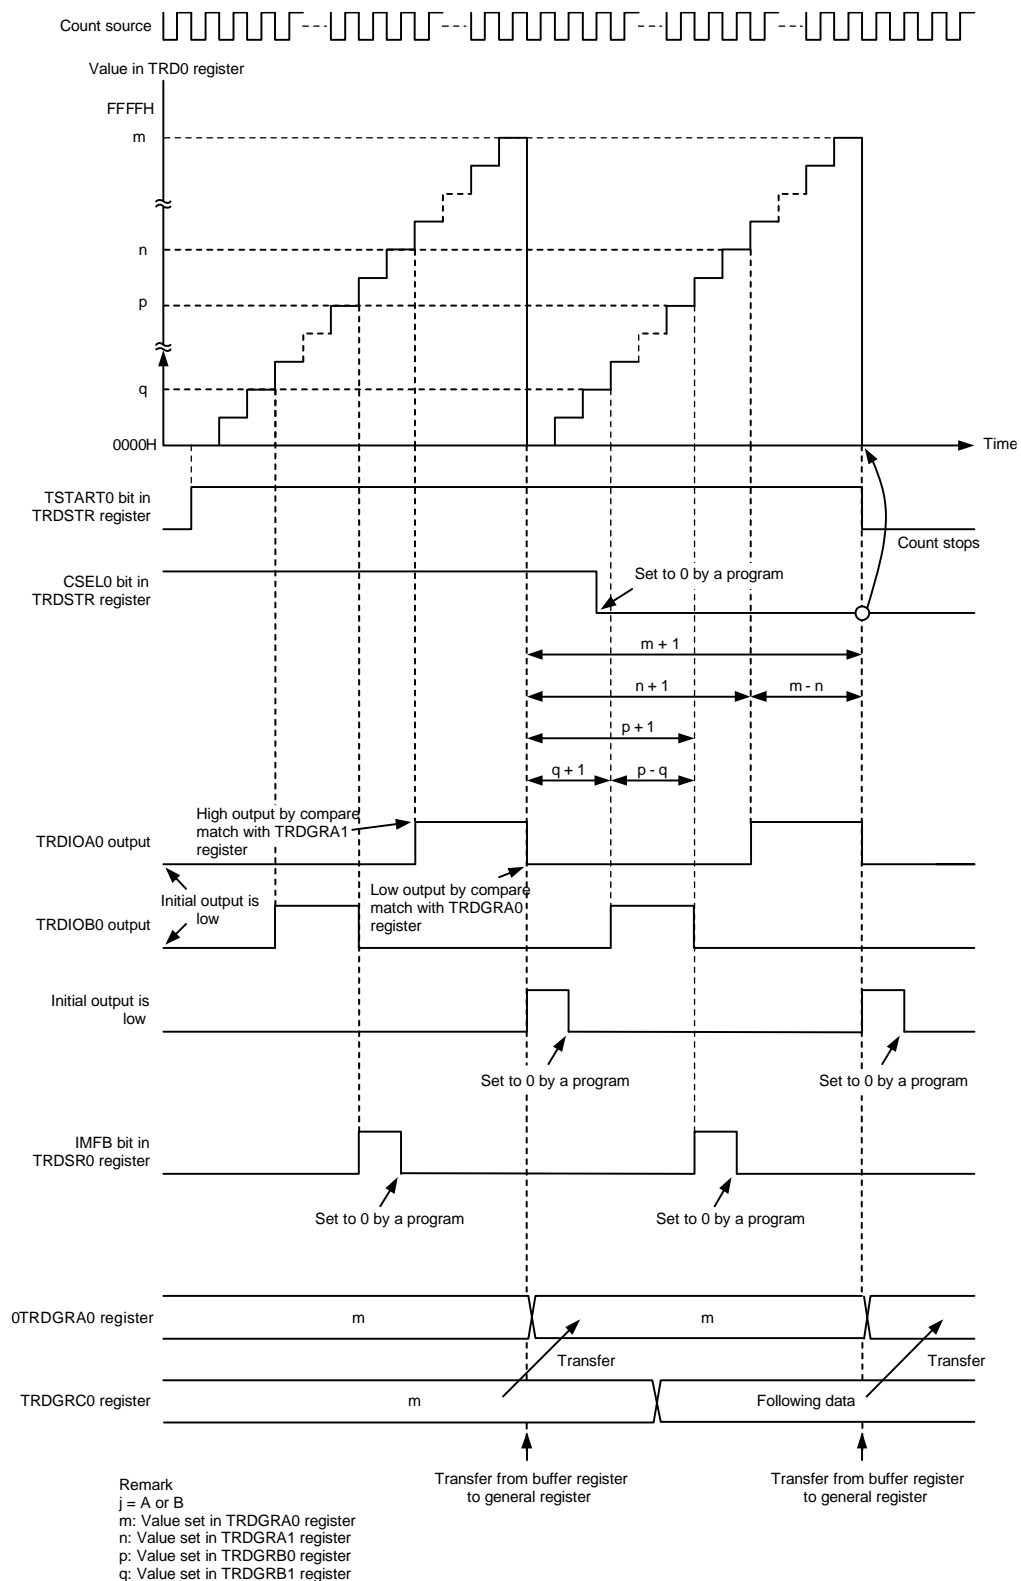 Count source
Value in TRD0 register
FFFFH
m
n
p
q
0000H
Time
TSTART0 bit in
TRDSTR register
Count stops
CSEL0 bit in
TRDSTR register
Set to 0 by a program
m + 1
n + 1
m - n
p + 1
q + 1
p - q
High output by compare
match with TRDGRA1
register
TRDIOA0 output
Low output by compare
match with TRDGRA0
register
Initial output is
low
TRDIOB0 output
Initial output is
low
Set to 0 by a program
Set to 0 by a program
IMFB bit in
TRDSR0 register
Set to 0 by a program
Set to 0 by a program
0TRDGRA0 register
m
m
Transfer
Transfer
TRDGRC0 register
m
Following data
Transfer from buffer register
to general register
Transfer from buffer register
to general register
Remark
j = A or B
m: Value set in TRDGRA0 register
n: Value set in TRDGRA1 register
p: Value set in TRDGRB0 register
q: Value set in TRDGRB1 register